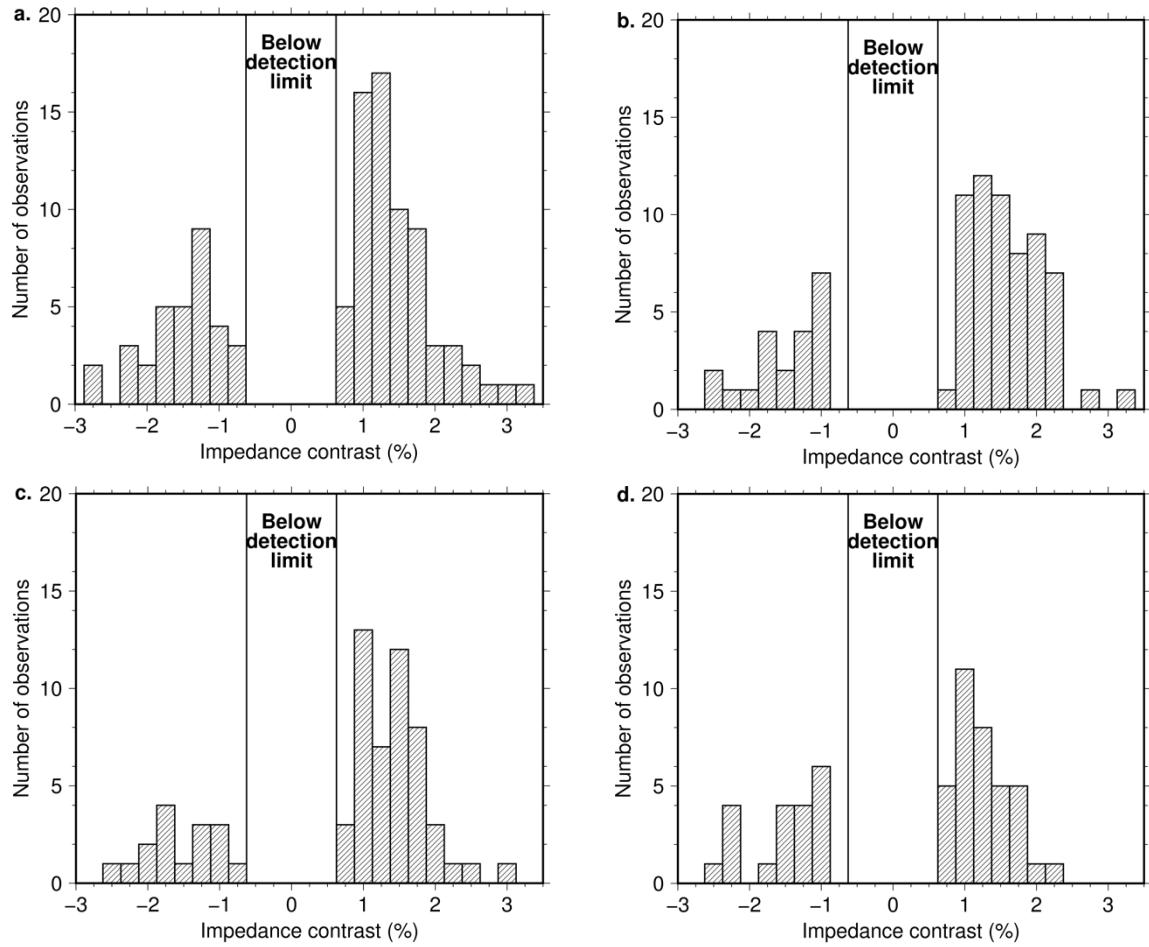 a.
20
15
10
5
0
Number of observations
Below
detection
limit
−3 −2 −1 0 1 2 3
Impedance contrast (%)
b.
20
15
10
5
0
Number of observations
Below
detection
limit
−3 −2 −1 0 1 2 3
Impedance contrast (%)
c.
20
15
10
5
0
Number of observations
Below
detection
limit
−3 −2 −1 0 1 2 3
Impedance contrast (%)
d.
20
15
10
5
0
Number of observations
Below
detection
limit
−3 −2 −1 0 1 2 3
Impedance contrast (%)